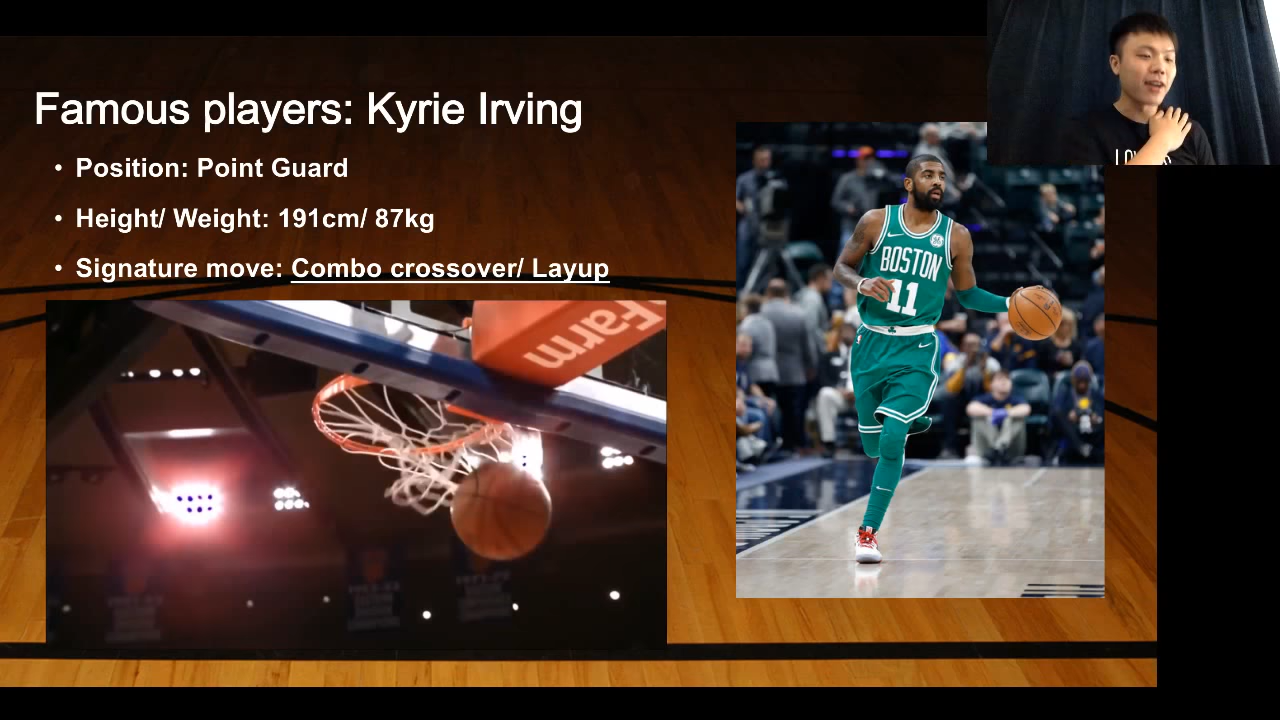 Famous players: Kyrie Irving
• Position: Point Guard
• Height/ Weight: 191cm/ 87kg
• Signature move: Combo crossover/ Layup
Farm
BOSTON
11